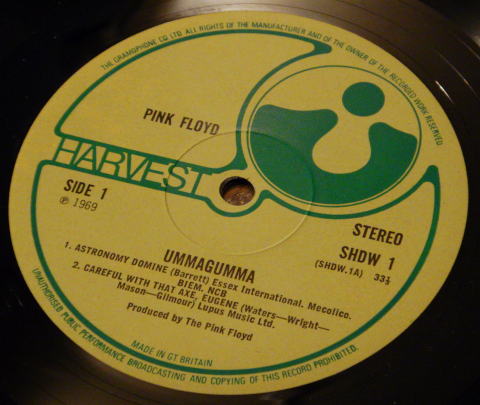 THE GRAMOPHONE CO LTD. ALL RIGHTS OF THE MANUFACTURER AND OF THE OWNER OF THE RECORDED WORK RESERVED
PINK FLOYD
HARVEST
SIDE 1
℗ 1969
STEREO
SHDW 1
(SHDW.1A) 33⅓
UMMAGUMMA
1. ASTRONOMY DOMINE (Barrett) Essex International. Mecolico.
BIEM. NCB
2. CAREFUL WITH THAT AXE, EUGENE (Waters—Wright—
Mason—Gilmour) Lupus Music Ltd.
Produced by The Pink Floyd
MADE IN GT BRITAIN
UNAUTHORISED PUBLIC PERFORMANCE BROADCASTING AND COPYING OF THIS RECORD PROHIBITED.